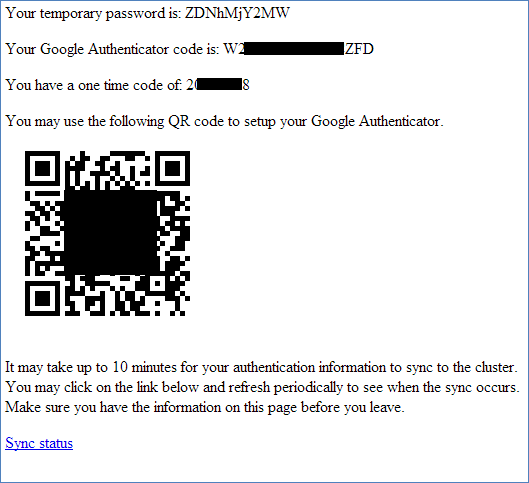 Your temporary password is: ZDNhMjY2MW
Your Google Authenticator code is: W2 ZFD
You have a one time code of: 20 8
You may use the following QR code to setup your Google Authenticator.
It may take up to 10 minutes for your authentication information to sync to the cluster.
You may click on the link below and refresh periodically to see when the sync occurs.
Make sure you have the information on this page before you leave.
Sync status